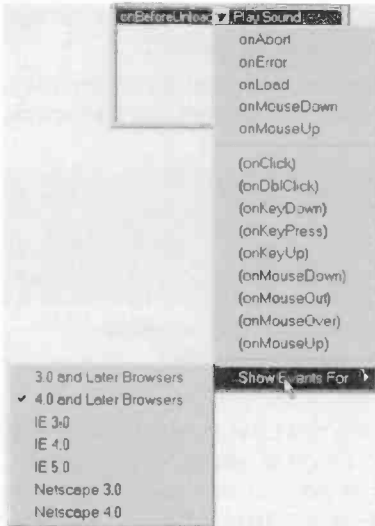 onBeforeUnload Play Sound
onAbort
onError
onLoad
onMouseDown
onMouseUp
(onClick)
(onDblClick)
(onKeyDown)
(onKeyPress)
(onKeyUp)
(onMouseDown)
(onMouseOut)
(onMouseOver)
(onMouseUp)
Show Events For
3.0 and Later Browsers
4.0 and Later Browsers
IE 3.0
IE 4.0
IE 5.0
Netscape 3.0
Netscape 4.0